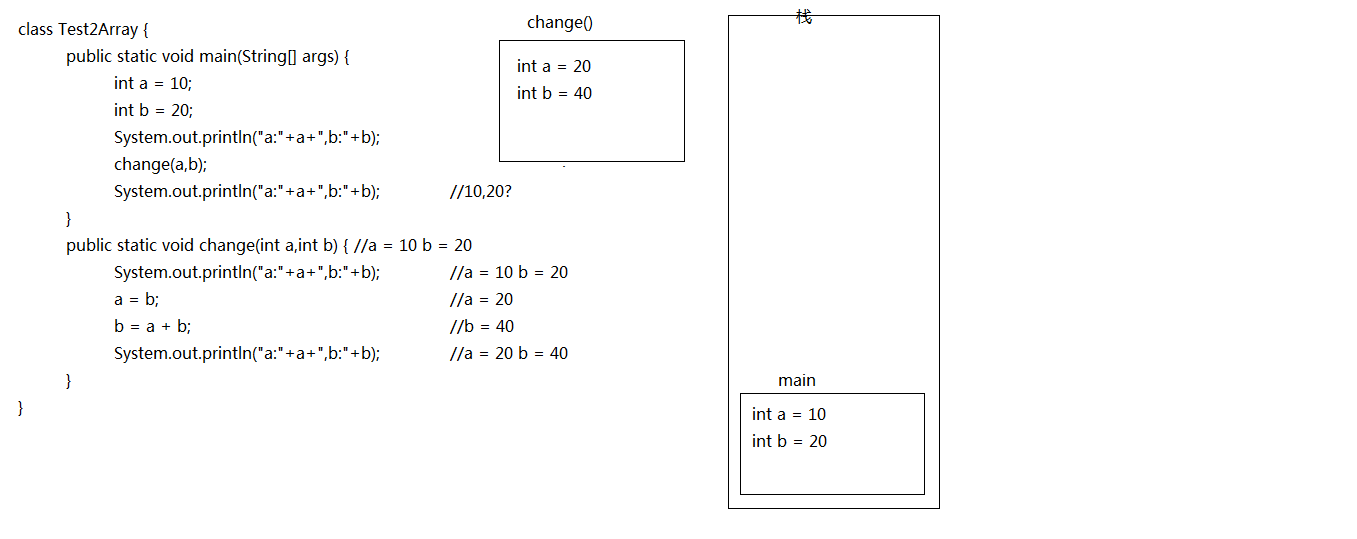 class Test2Array {
public static void main(String[] args) {
int a = 10;
int b = 20;
System.out.println("a:"+a+",b:"+b);
change(a,b);
System.out.println("a:"+a+",b:"+b); //10,20?
}
public static void change(int a,int b) { //a = 10 b = 20
System.out.println("a:"+a+",b:"+b); //a = 10 b = 20
a = b; //a = 20
b = a + b; //b = 40
System.out.println("a:"+a+",b:"+b); //a = 20 b = 40
}
}
change()
int a = 20
int b = 40
栈
main
int a = 10
int b = 20